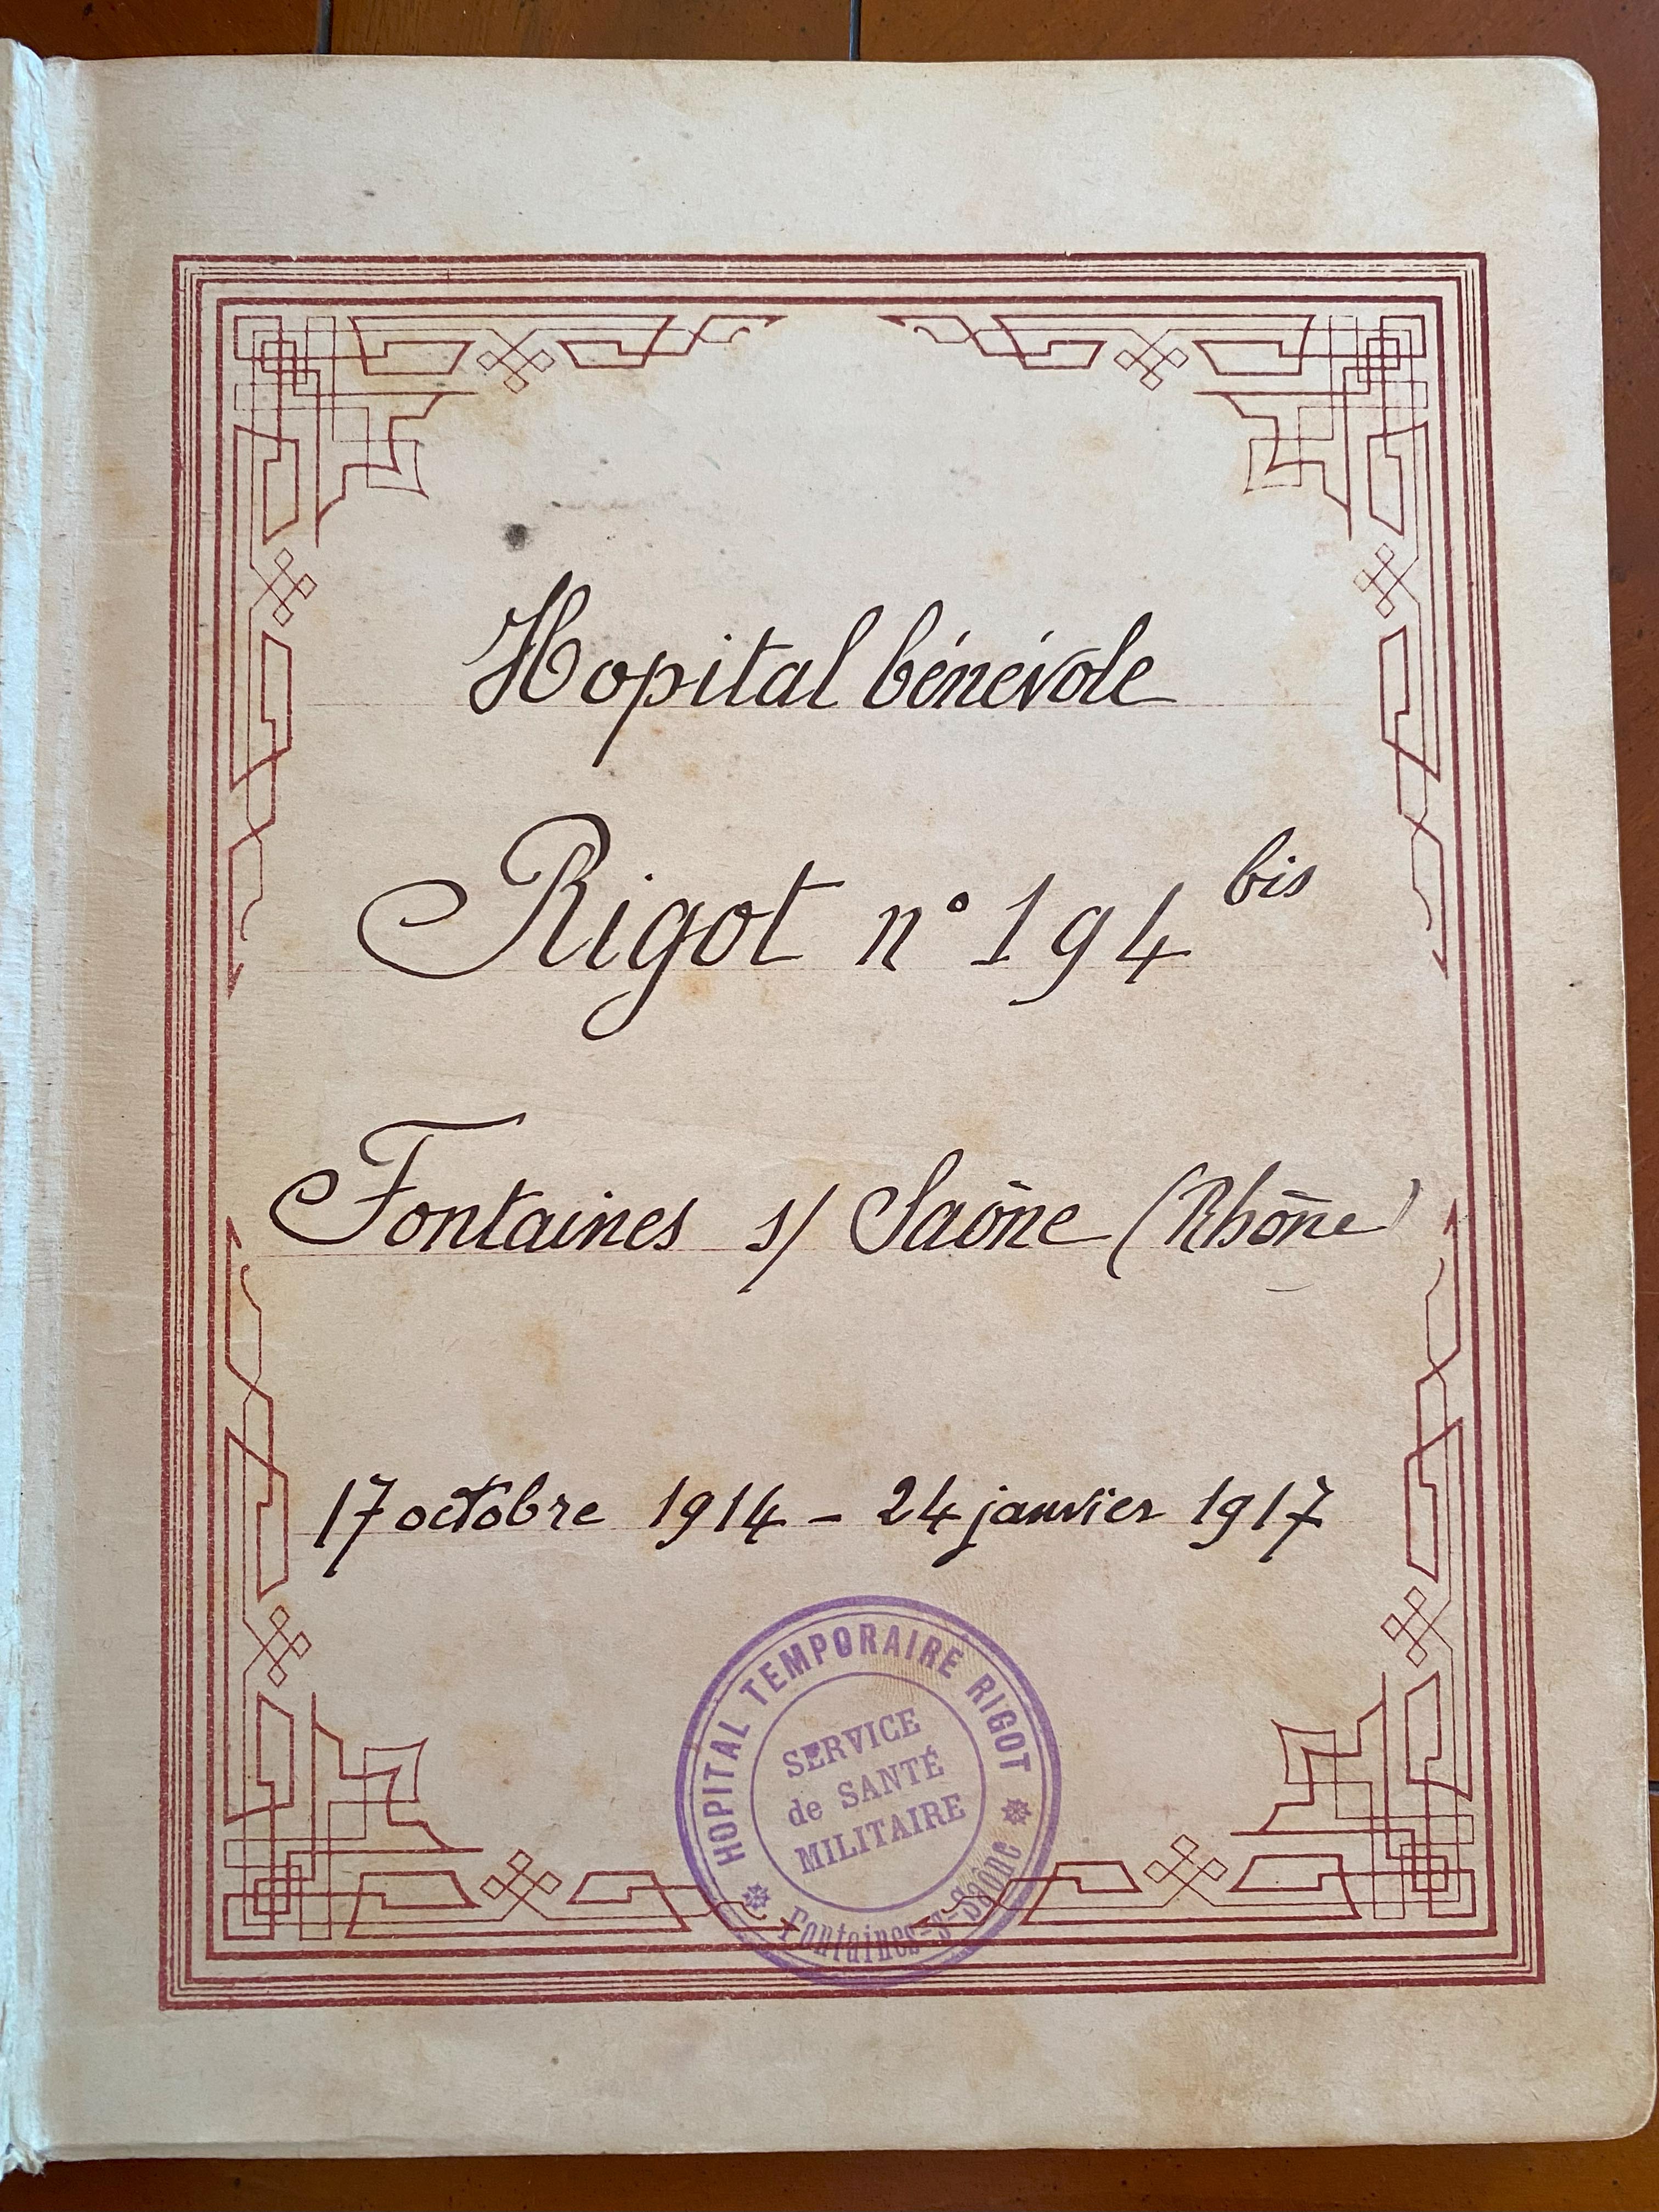 Hopital bénévole
Rigot n° 194 bis
Fontaines s/ Saône (Rhône)
17 octobre 1914 - 24 janvier 1917
HOPITAL TEMPORAIRE RIGOT
SERVICE
de SANTÉ
MILITAIRE
Fontaines-s-Saône